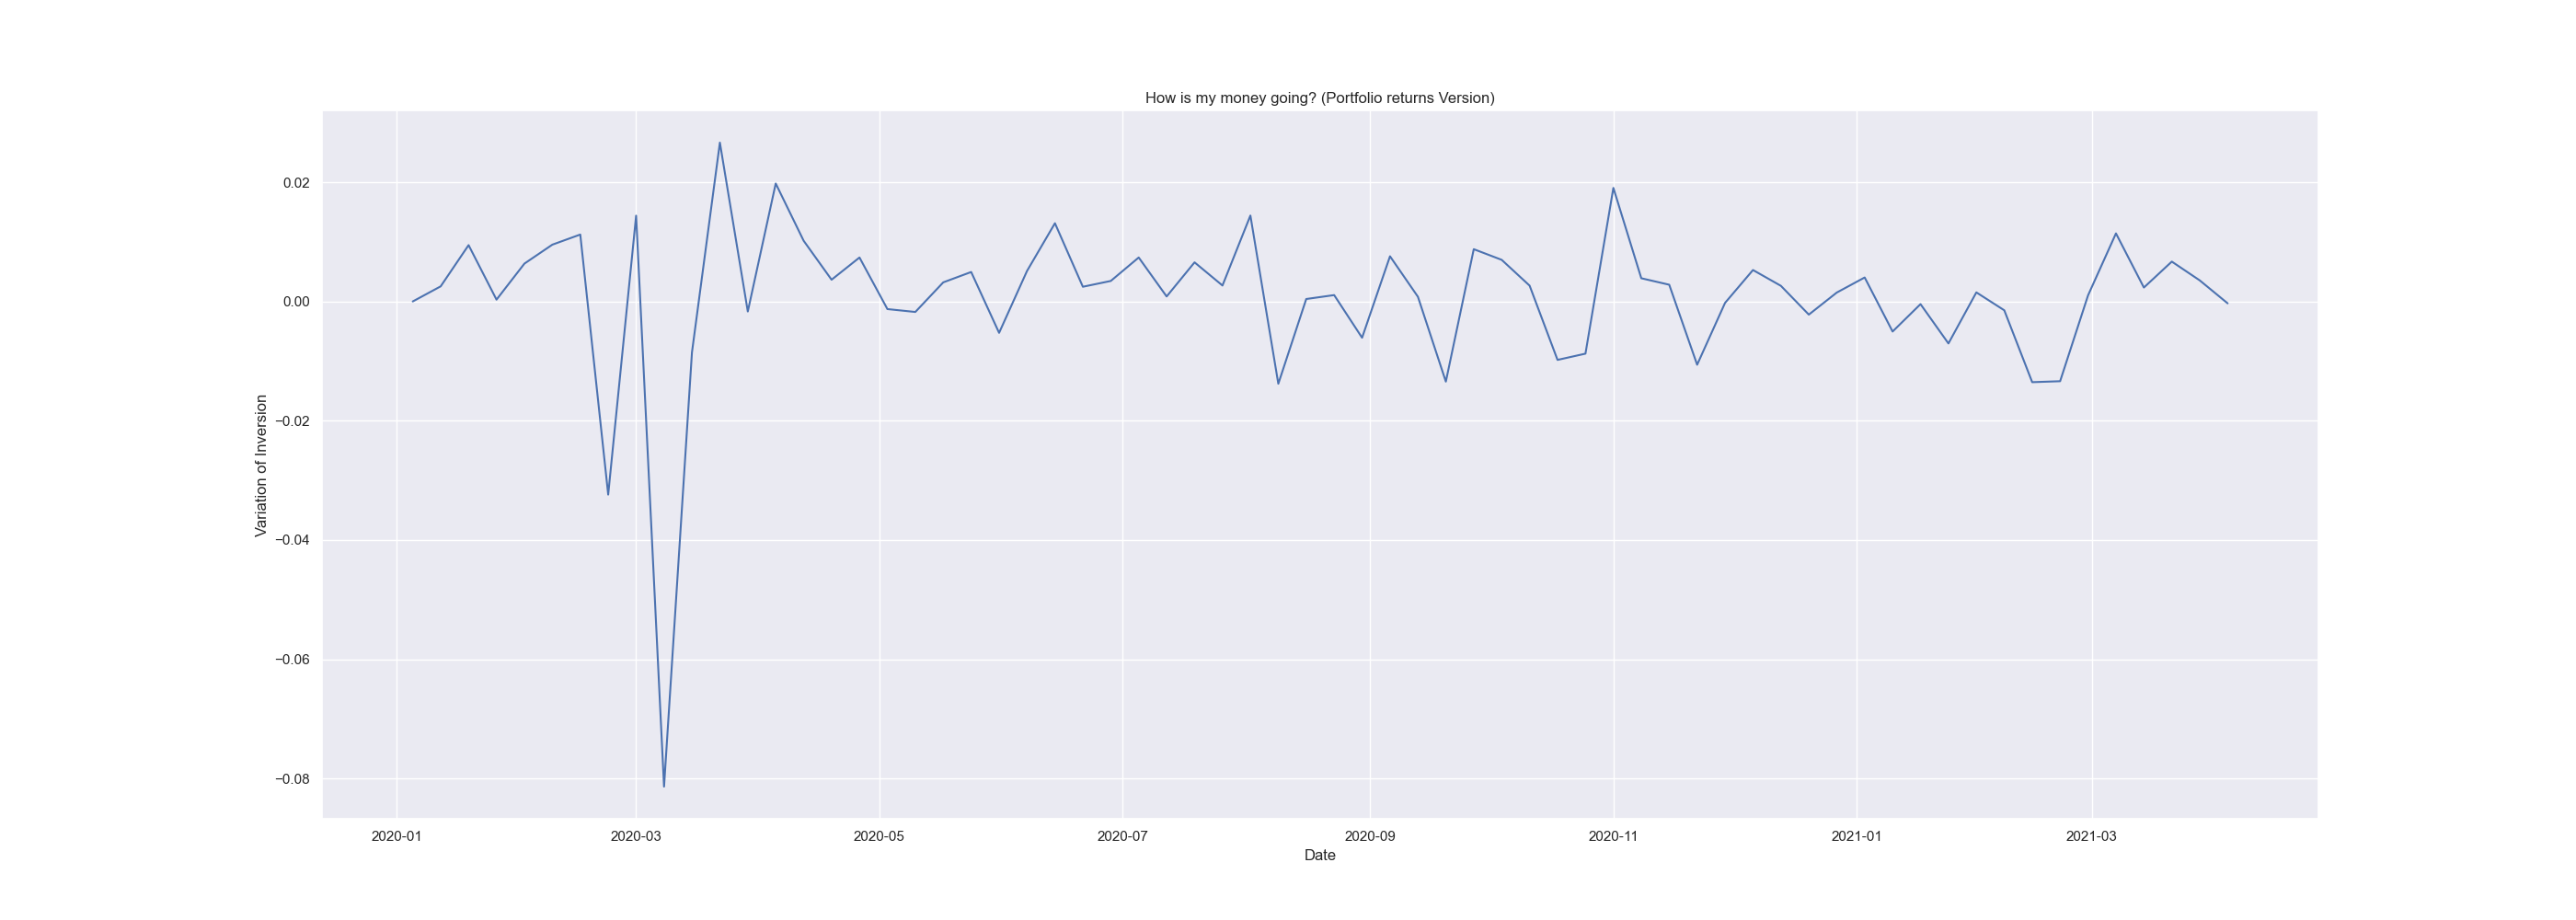 How is my money going? (Portfolio returns Version)
0.02
0.00
−0.02
−0.04
−0.06
−0.08
Variation of Inversion
2020-01 2020-03 2020-05 2020-07 2020-09 2020-11 2021-01 2021-03
Date